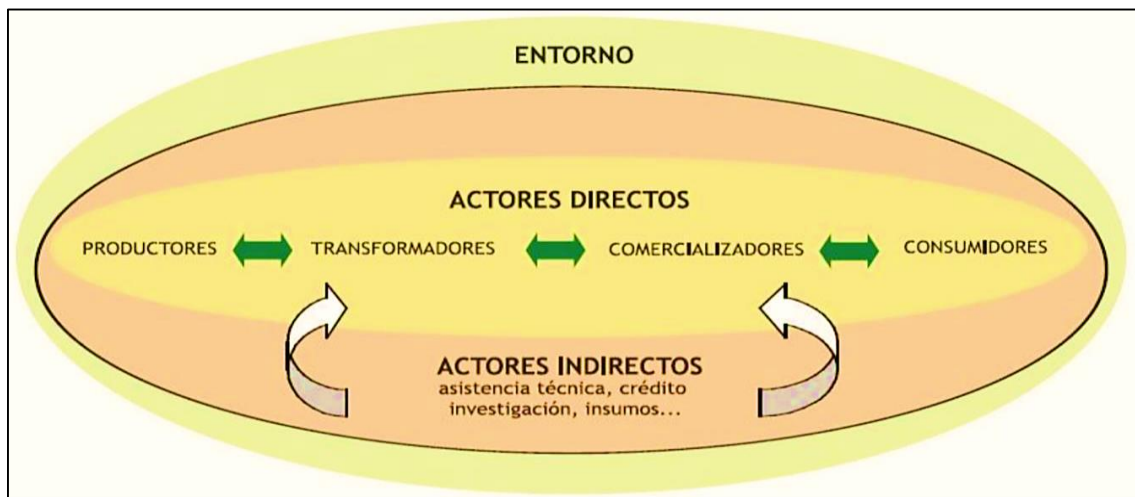 ENTORNO
ACTORES DIRECTOS
PRODUCTORES TRANSFORMADORES COMERCIALIZADORES CONSUMIDORES
ACTORES INDIRECTOS
asistencia técnica, crédito
investigación, insumos...